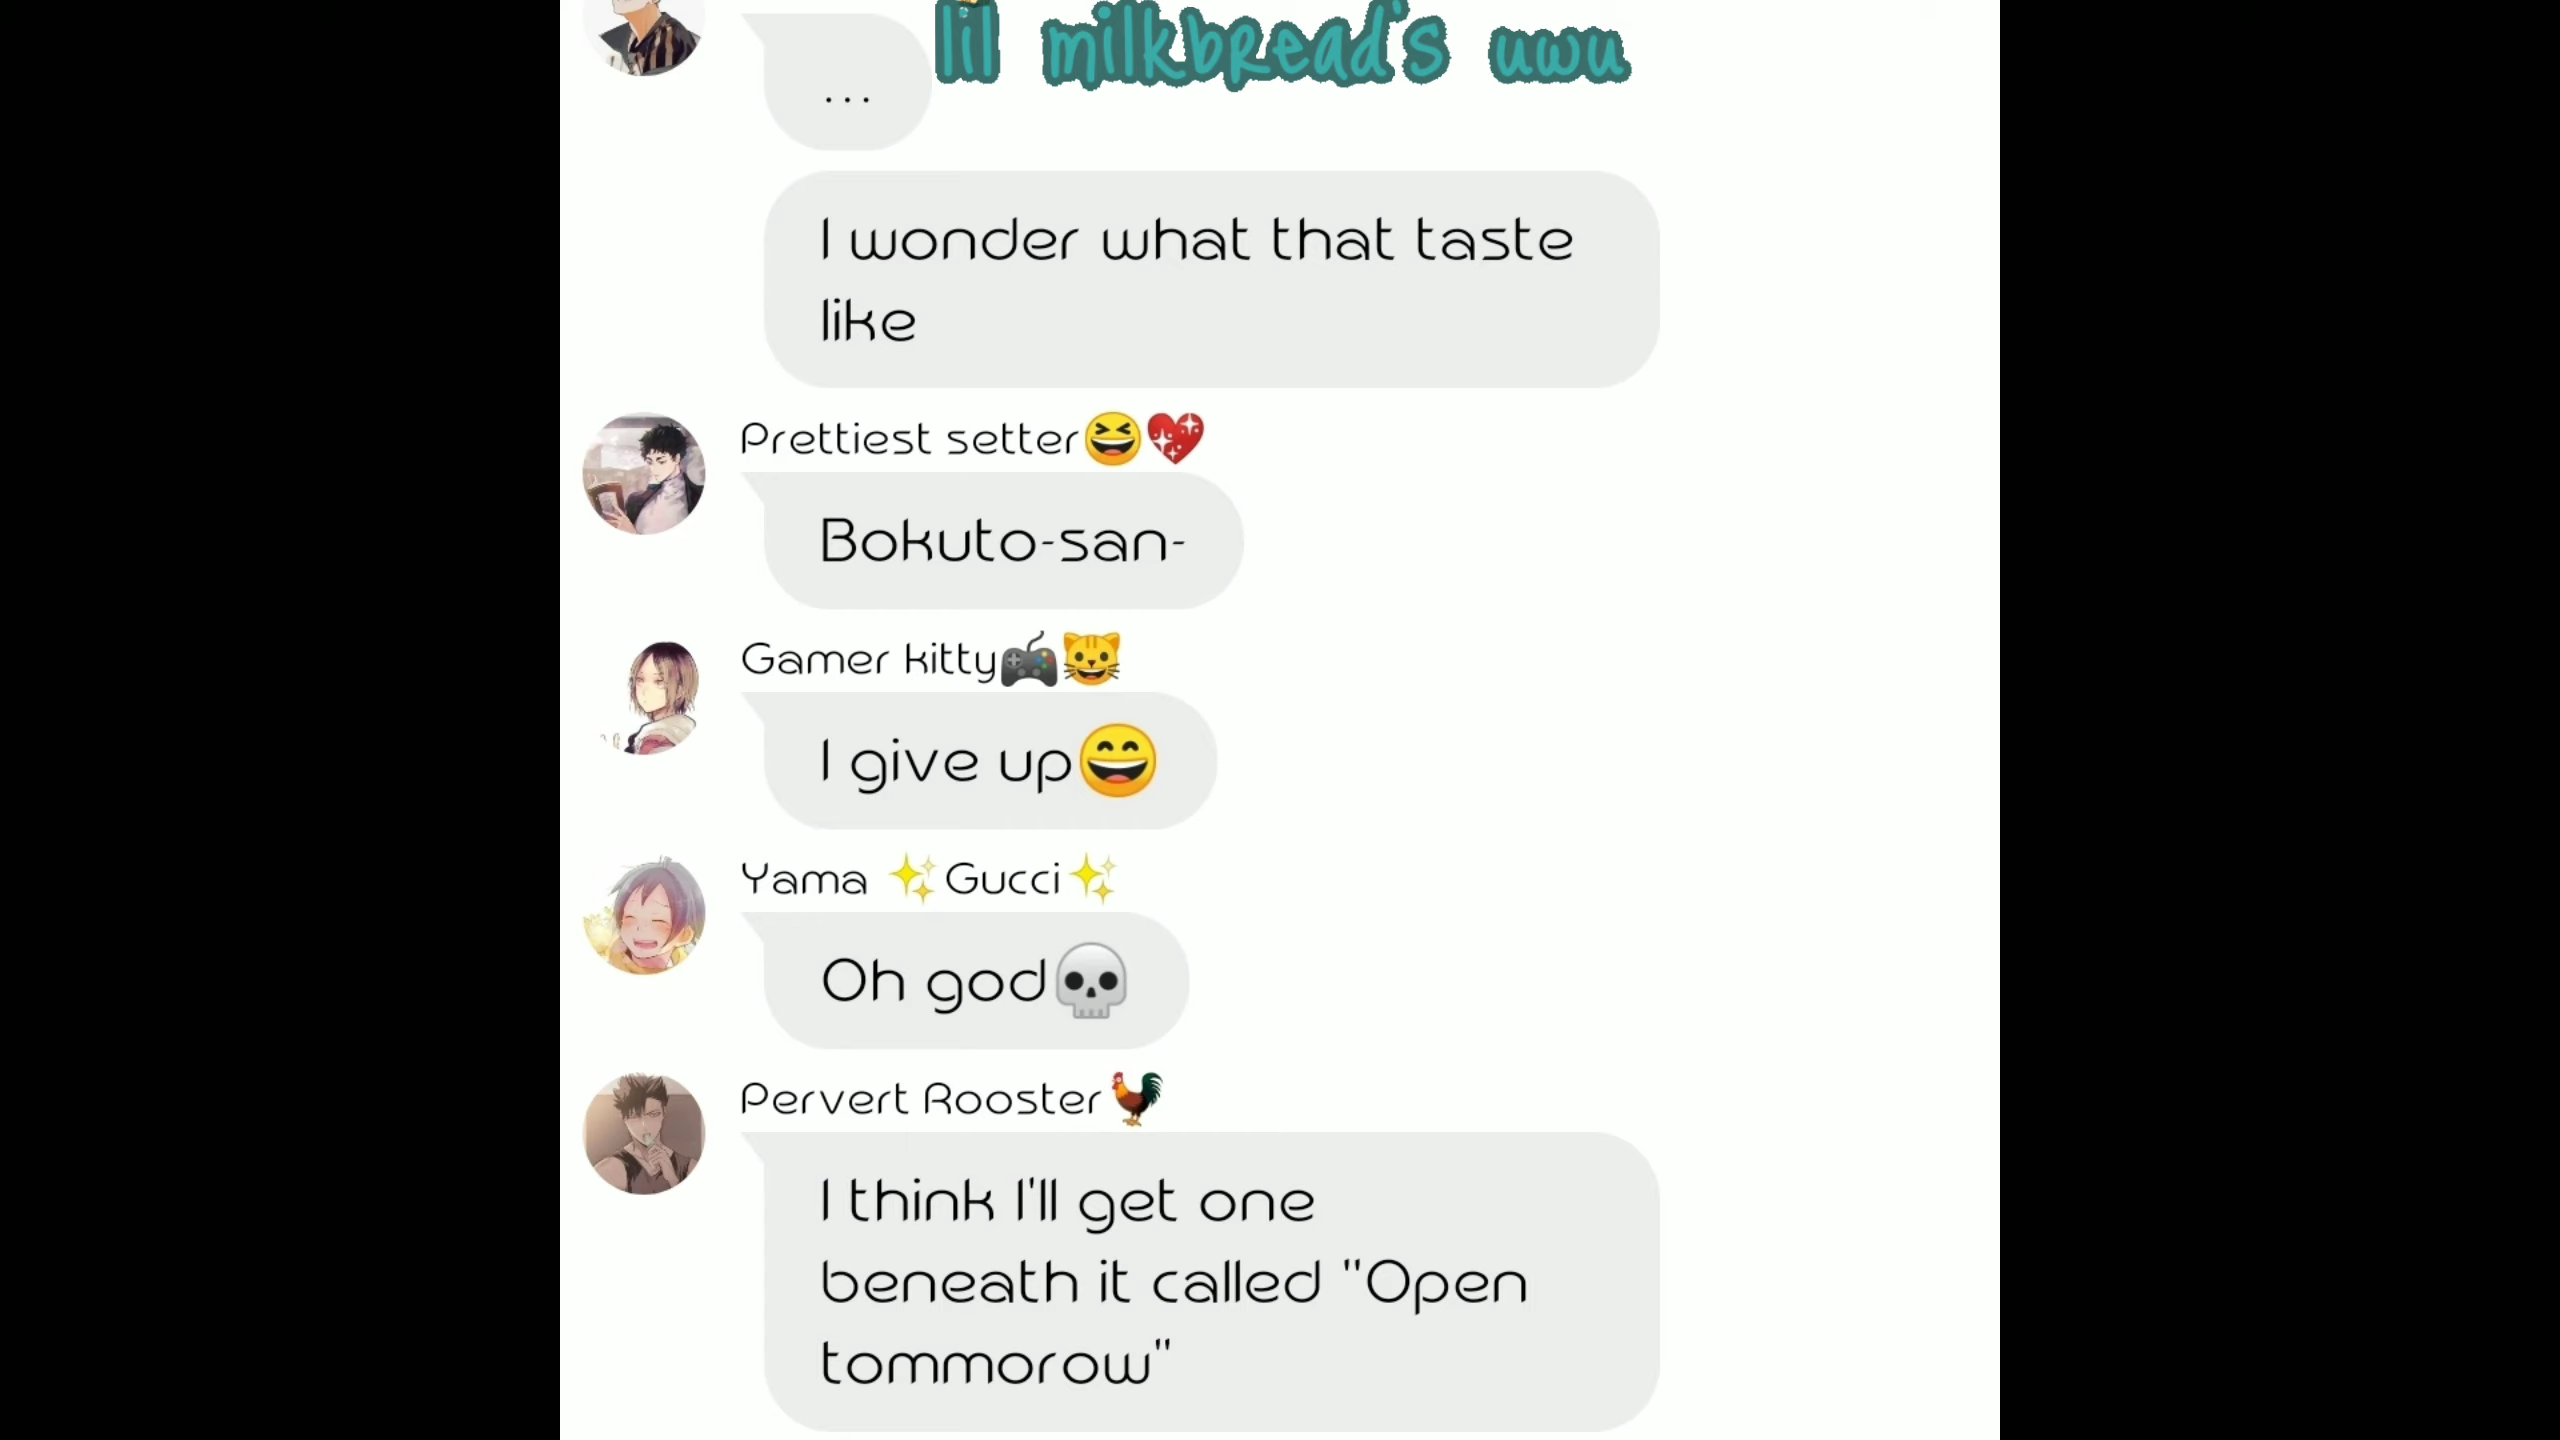 lil milkbread's uwu
...
I wonder what that taste
like
Prettiest setter😆💖
Bokuto-san-
Gamer kitty🎮😺
I give up😄
Yama ✨Gucci✨
Oh god💀
Pervert Rooster🐓
I think I'll get one
beneath it called "Open
tommorow"